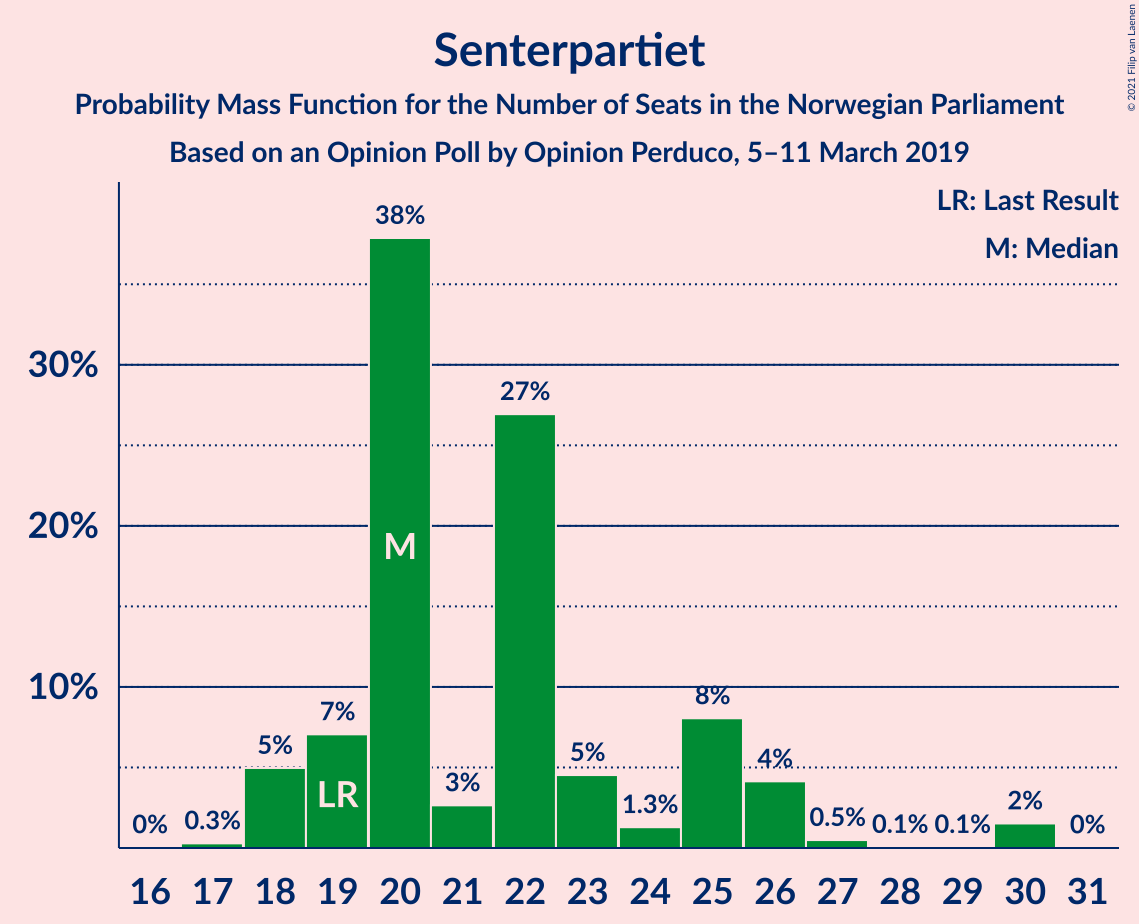 Senterpartiet
Probability Mass Function for the Number of Seats in the Norwegian Parliament
Based on an Opinion Poll by Opinion Perduco, 5–11 March 2019
© 2021 Filip van Laenen
LR: Last Result
M: Median
30%
20%
10%
0%
0.3%
5%
7%
38%
3%
27%
5%
1.3%
8%
4%
0.5%
0.1%
0.1%
2%
0%
LR
M
16 17 18 19 20 21 22 23 24 25 26 27 28 29 30 31